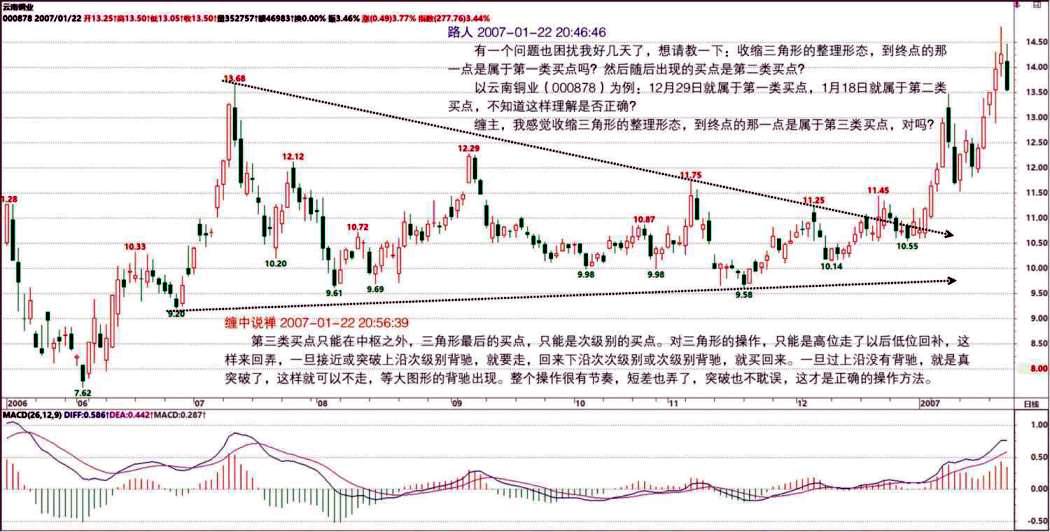 云南铜业
000878 2007/01/22 开13.25↑高13.50↑低13.05↑收13.50↑量352757↑额46983↑换0.00% 振3.46% 涨(0.49)3.77% 指数(277.76)3.44%
路人 2007-01-22 20:46:46
有一个问题也困扰我好几天了，想请教一下：收缩三角形的整理形态，到终点的那
一点是属于第一类买点吗？然后随后出现的买点是第二类买点？
以云南铜业（000878）为例：12月29日就属于第一类买点，1月18日就属于第二类
买点，不知道这样理解是否正确？
缠主，我感觉收缩三角形的整理形态，到终点的那一点是属于第三类买点，对吗？
14.50
14.00
13.50
13.00
12.50
12.00
11.50
11.00
10.50
10.00
9.50
9.00
8.50
8.00
7.50
13.68
12.12
12.29
11.75
11.25
11.45
1.28
10.33
10.72
10.87
10.20
9.61
9.69
9.98
9.98
9.58
10.14
10.55
9.20
7.62
缠中说禅 2007-01-22 20:56:39
第三类买点只能在中枢之外，三角形最后的买点，只能是次级别的买点。对三角形的操作，只能是高位走了以后低位回补，这
样来回弄，一旦接近或突破上沿次级别背驰，就要走，回来下沿次次级别或次级别背驰，就买回来。一旦过上沿没有背驰，就是真
突破了，这样就可以不走，等大图形的背驰出现。整个操作很有节奏，短差也弄了，突破也不耽误，这才是正确的操作方法。
2006 06 07 08 09 10 11 12 2007 日线
MACD(26,12,9) DIFF:0.586↑DEA:0.442↑MACD:0.287↑
1.00
0.50
0.00
-0.50